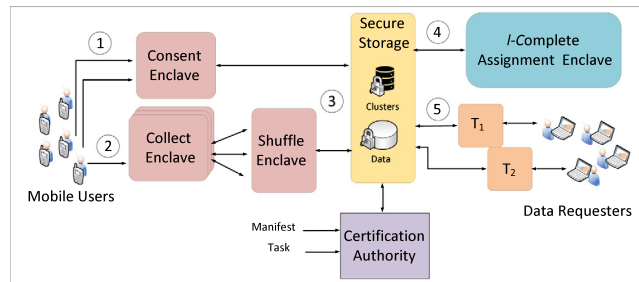 1
Consent
Enclave
Secure
Storage
Clusters
Data
4
l-Complete
Assignment Enclave
2
Collect
Enclave
Shuffle
Enclave
3
5
T1
T2
Mobile Users
Data Requesters
Manifest
Task
Certification
Authority